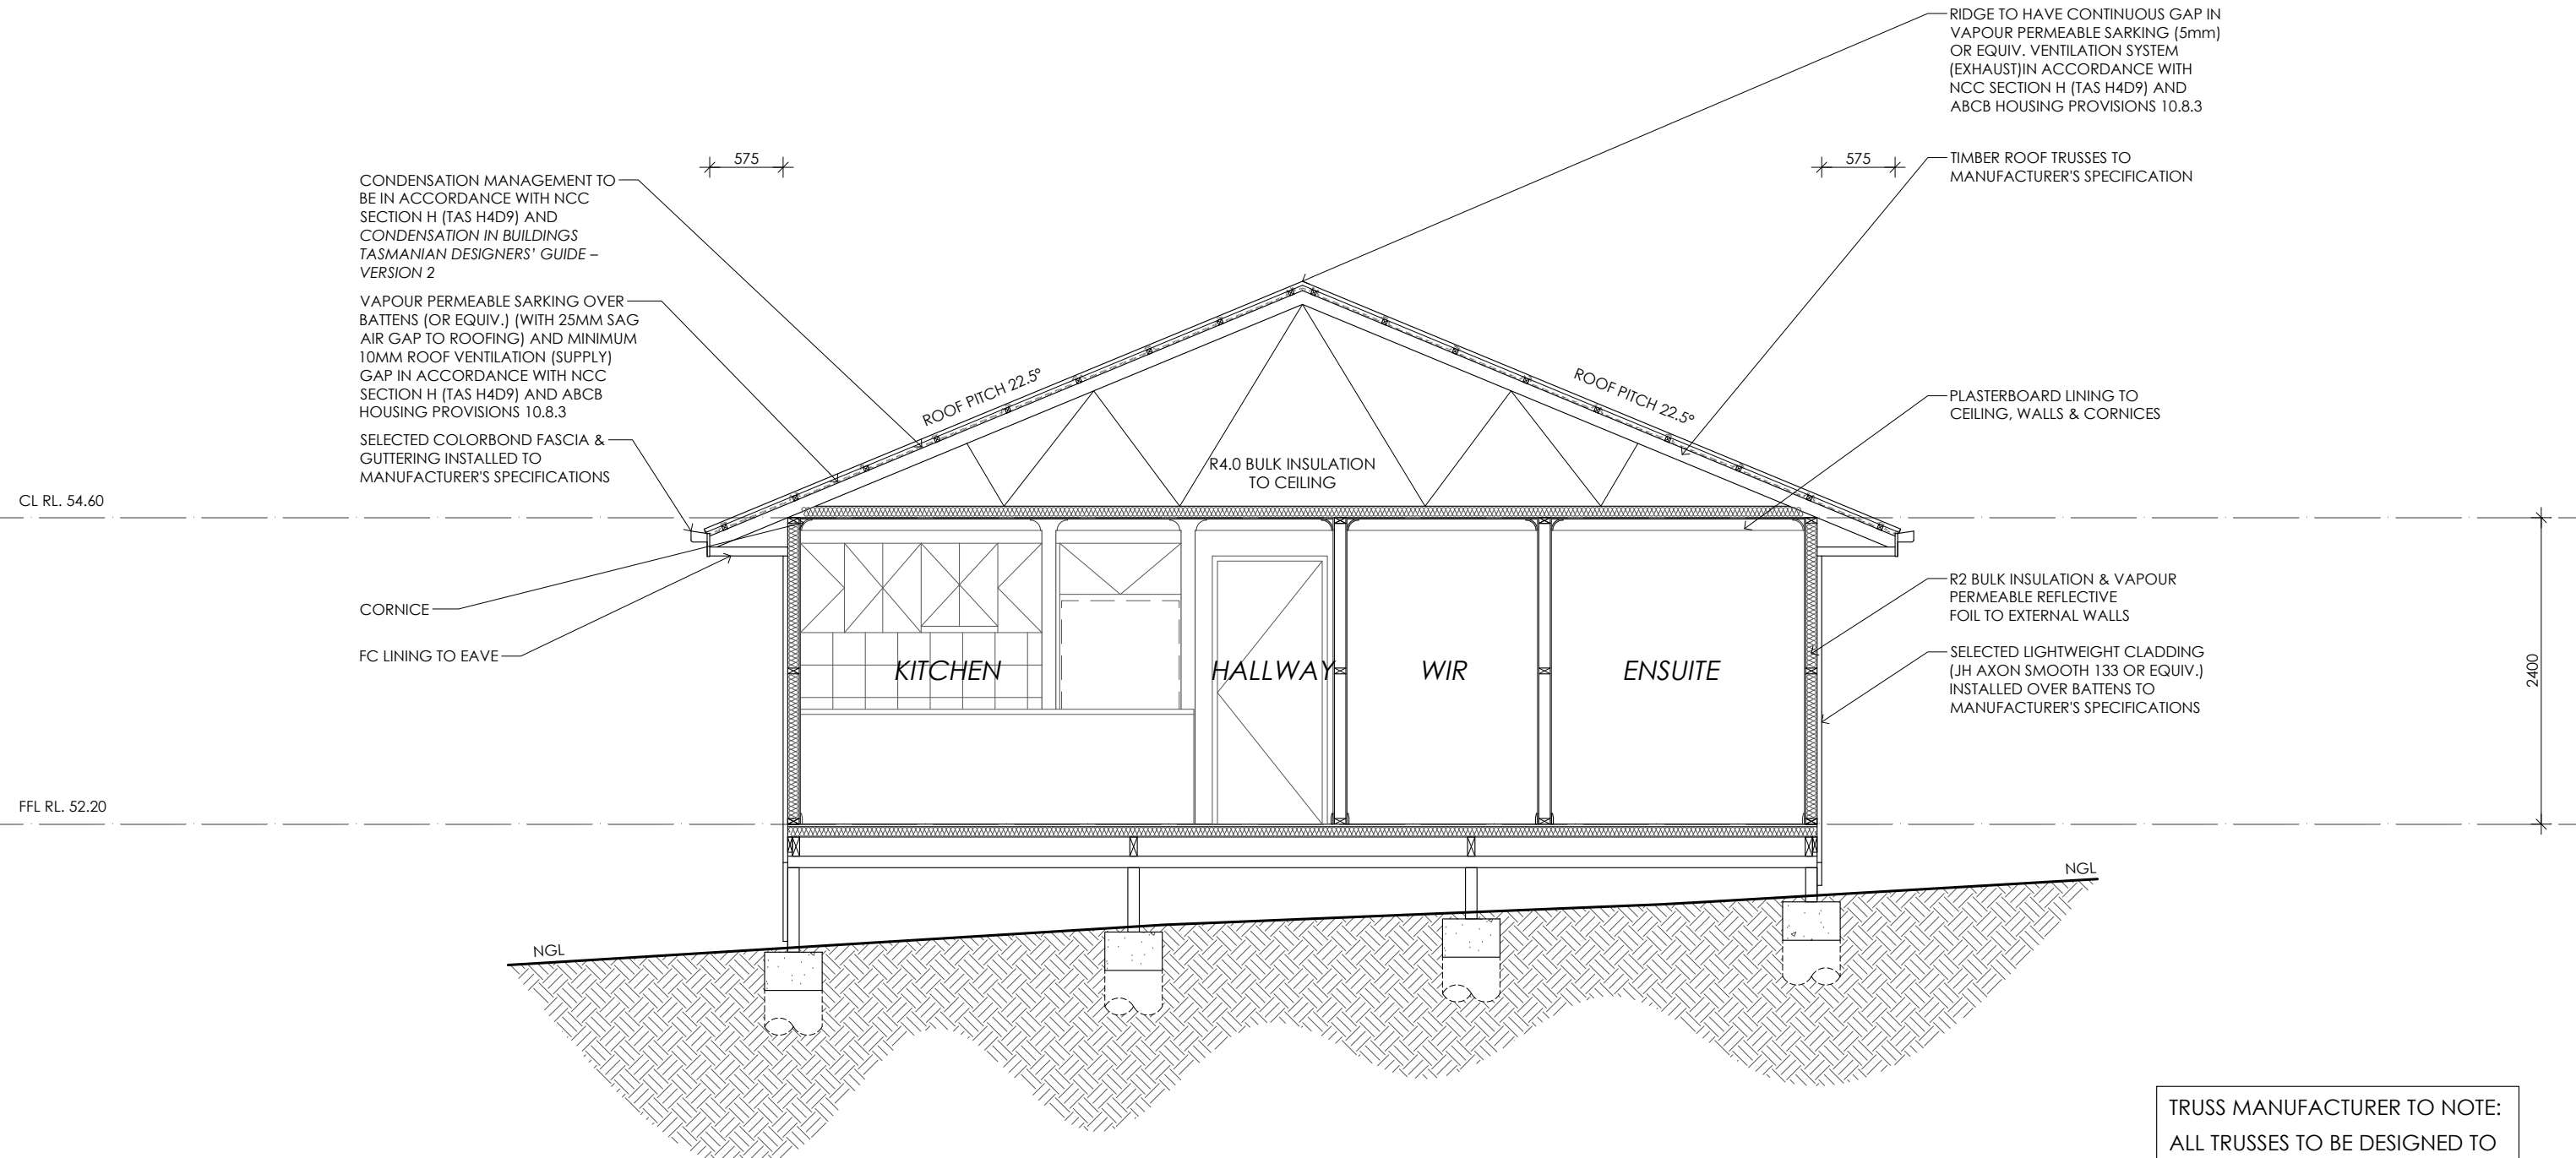 RIDGE TO HAVE CONTINUOUS GAP IN
VAPOUR PERMEABLE SARKING (5mm)
OR EQUIV. VENTILATION SYSTEM
(EXHAUST)IN ACCORDANCE WITH
NCC SECTION H (TAS H4D9) AND
ABCB HOUSING PROVISIONS 10.8.3
575
575
TIMBER ROOF TRUSSES TO
MANUFACTURER'S SPECIFICATION
CONDENSATION MANAGEMENT TO
BE IN ACCORDANCE WITH NCC
SECTION H (TAS H4D9) AND
CONDENSATION IN BUILDINGS
TASMANIAN DESIGNERS' GUIDE –
VERSION 2
VAPOUR PERMEABLE SARKING OVER
BATTENS (OR EQUIV.) (WITH 25MM SAG
AIR GAP TO ROOFING) AND MINIMUM
10MM ROOF VENTILATION (SUPPLY)
GAP IN ACCORDANCE WITH NCC
SECTION H (TAS H4D9) AND ABCB
HOUSING PROVISIONS 10.8.3
ROOF PITCH 22.5°
ROOF PITCH 22.5°
PLASTERBOARD LINING TO
CEILING, WALLS & CORNICES
SELECTED COLORBOND FASCIA &
GUTTERING INSTALLED TO
MANUFACTURER'S SPECIFICATIONS
R4.0 BULK INSULATION
TO CEILING
CL RL. 54.60
CORNICE
FC LINING TO EAVE
R2 BULK INSULATION & VAPOUR
PERMEABLE REFLECTIVE
FOIL TO EXTERNAL WALLS
SELECTED LIGHTWEIGHT CLADDING
(JH AXON SMOOTH 133 OR EQUIV.)
INSTALLED OVER BATTENS TO
MANUFACTURER'S SPECIFICATIONS
KITCHEN
HALLWAY
WIR
ENSUITE
2400
FFL RL. 52.20
NGL
NGL
TRUSS MANUFACTURER TO NOTE:
ALL TRUSSES TO BE DESIGNED TO